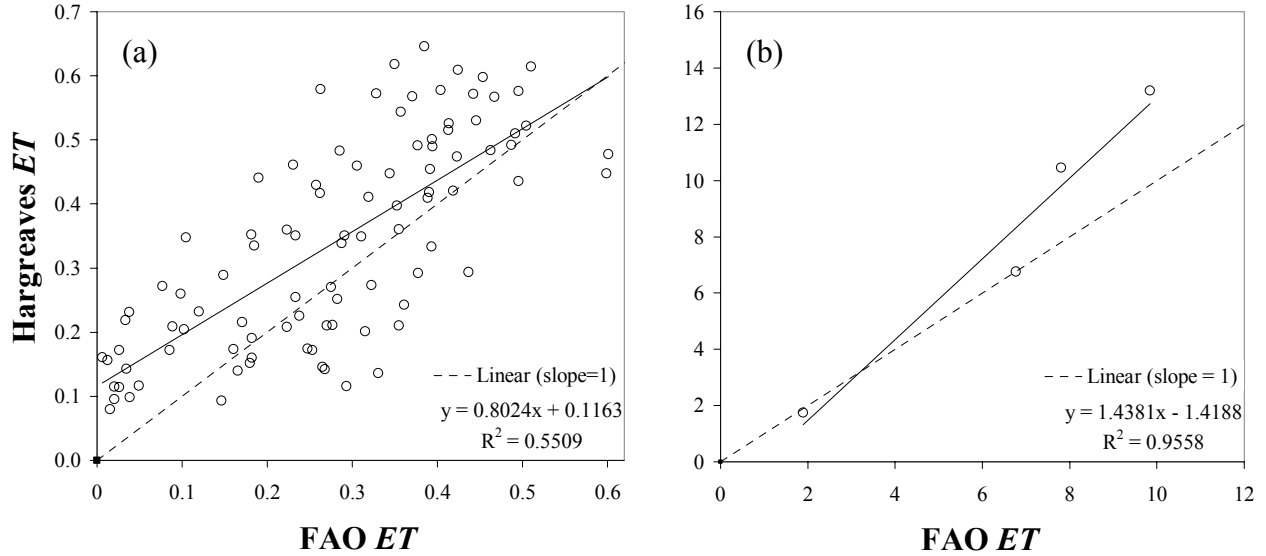 (a)
Hargreaves ET
0.7
0.6
0.5
0.4
0.3
0.2
0.1
0.0
Linear (slope=1)
y = 0.8024x + 0.1163
R² = 0.5509
0 0.1 0.2 0.3 0.4 0.5 0.6
FAO ET
(b)
16
14
12
10
8
6
4
2
0
Linear (slope = 1)
y = 1.4381x - 1.4188
R² = 0.9558
0 2 4 6 8 10 12
FAO ET